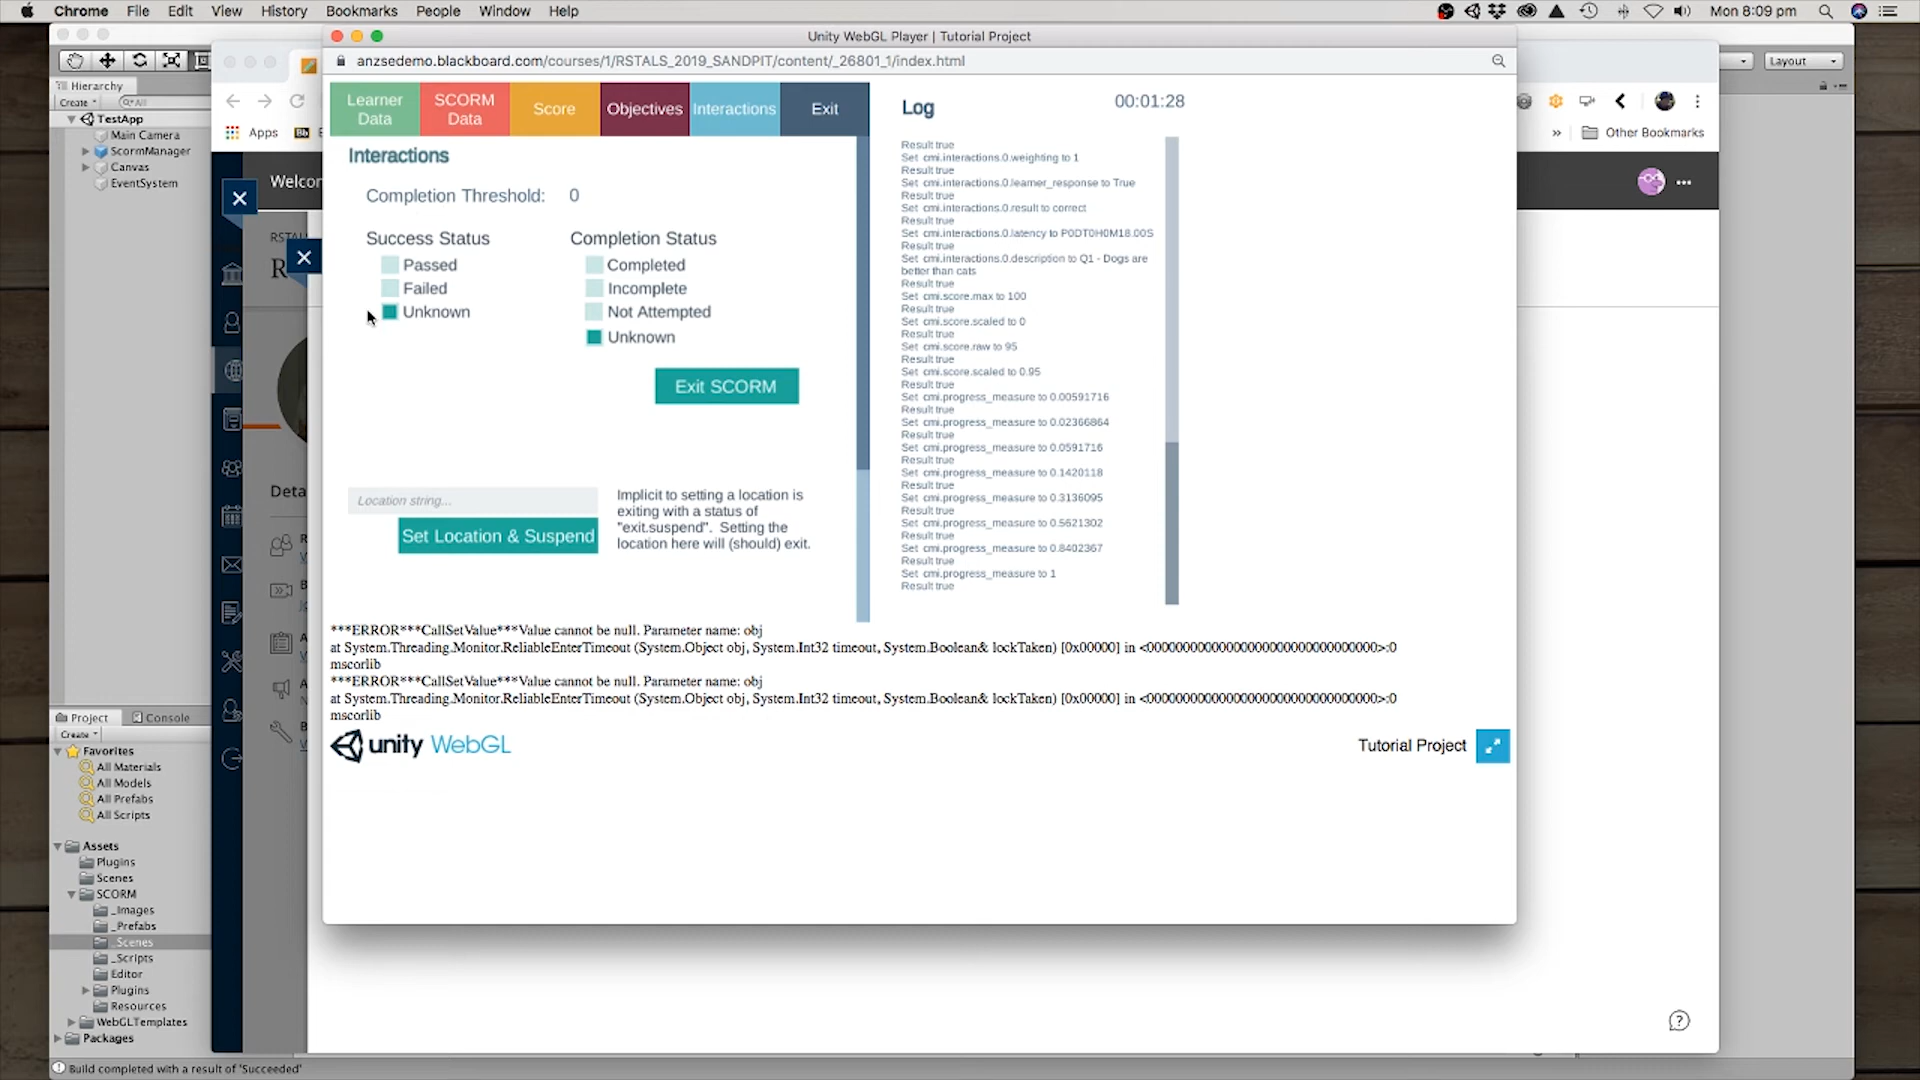 Chrome File Edit View History Bookmarks People Window Help
Mon 8:09 pm
Unity WebGL Player | Tutorial Project
anzsedemo.blackboard.com/courses/1/RSTALS_2019_SANDPIT/content/_26801_1/index.html
Layout
Hierarchy
Create
All
TestApp
Main Camera
ScormManager
Canvas
EventSystem
Apps
Bb
Other Bookmarks
Welcon
RSTAL
R
Deta
Learner Data
SCORM Data
Score
Objectives
Interactions
Exit
Interactions
Completion Threshold: 0
Success Status
Passed
Failed
Unknown
Completion Status
Completed
Incomplete
Not Attempted
Unknown
Exit SCORM
Location string...
Set Location & Suspend
Implicit to setting a location is
exiting with a status of
"exit.suspend". Setting the
location here will (should) exit.
Log
00:01:28
Result true
Set cmi.interactions.0.weighting to 1
Result true
Set cmi.interactions.0.learner_response to True
Result true
Set cmi.interactions.0.result to correct
Result true
Set cmi.interactions.0.latency to P0DT0H0M18.00S
Result true
Set cmi.interactions.0.description to Q1 - Dogs are
better than cats
Result true
Set cmi.score.max to 100
Result true
Set cmi.score.scaled to 0
Result true
Set cmi.score.raw to 95
Result true
Set cmi.score.scaled to 0.95
Result true
Set cmi.progress_measure to 0.00591716
Result true
Set cmi.progress_measure to 0.02366864
Result true
Set cmi.progress_measure to 0.0591716
Result true
Set cmi.progress_measure to 0.1420118
Result true
Set cmi.progress_measure to 0.3136095
Result true
Set cmi.progress_measure to 0.5621302
Result true
Set cmi.progress_measure to 0.8402367
Result true
Set cmi.progress_measure to 1
Result true
***ERROR***CallSetValue***Value cannot be null. Parameter name: obj
at System.Threading.Monitor.ReliableEnterTimeout (System.Object obj, System.Int32 timeout, System.Boolean& lockTaken) [0x00000] in <00000000000000000000000000000000>:0
mscorlib
***ERROR***CallSetValue***Value cannot be null. Parameter name: obj
at System.Threading.Monitor.ReliableEnterTimeout (System.Object obj, System.Int32 timeout, System.Boolean& lockTaken) [0x00000] in <00000000000000000000000000000000>:0
mscorlib
unity WebGL
Tutorial Project
Project
Console
Create
Favorites
All Materials
All Models
All Prefabs
All Scripts
Assets
Plugins
Scenes
SCORM
_Images
_Prefabs
_Scenes
_Scripts
Editor
Plugins
Resources
WebGLTemplates
Packages
Build completed with a result of 'Succeeded'